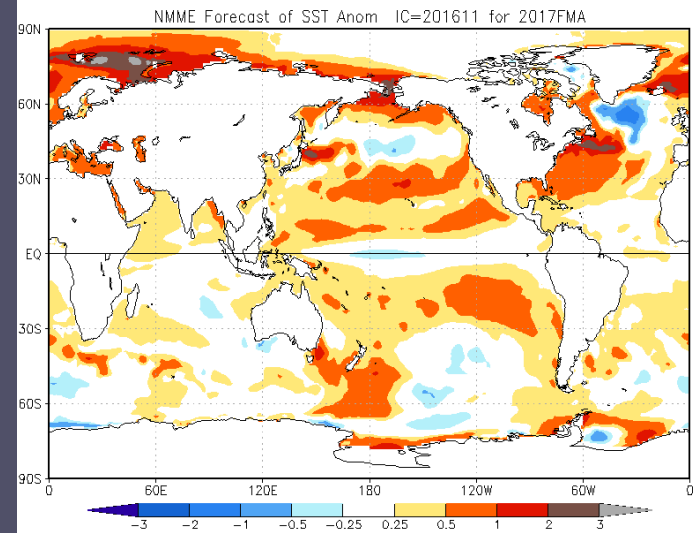 NMME Forecast of SST Anom IC=201611 for 2017FMA
90N
60N
30N
EQ
30S
60S
90S
0 60E 120E 180 120W 60W 0
-3 -2 -1 -0.5 -0.25 0.25 0.5 1 2 3